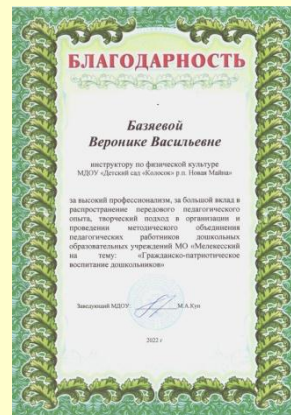 БЛАГОДАРНОСТЬ
Базяевой
Веронике Васильевне
инструктору по физической культуре
МДОУ «Детский сад «Колосок» р.п. Новая Майна»
за высокий профессионализм, за большой вклад в
распространение передового педагогического
опыта, творческий подход в организации и
проведении методического объединения
педагогических работников дошкольных
образовательных учреждений МО «Мелекесский
на тему: «Гражданско-патриотическое
воспитание дошкольников»
Заведующий МДОУ М.А.Кун
2022 г